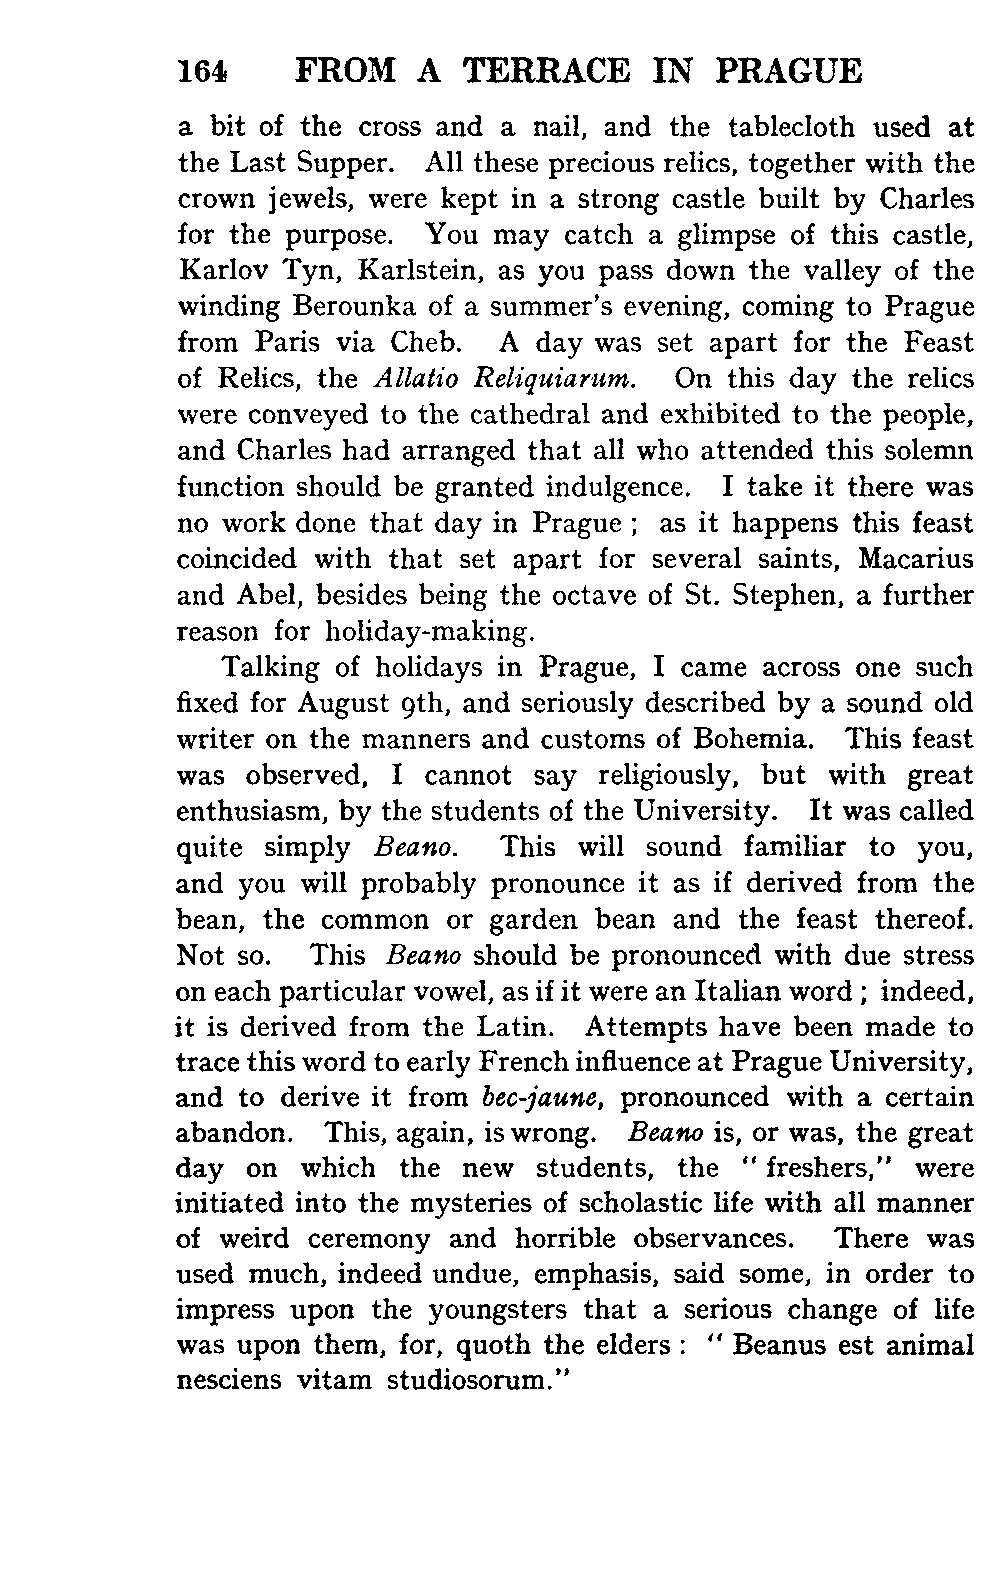 164 FROM A TERRACE IN PRAGUE
a bit of the cross and a nail, and the tablecloth used at
the Last Supper. All these precious relics, together with the
crown jewels, were kept in a strong castle built by Charles
for the purpose. You may catch a glimpse of this castle,
Karlov Tyn, Karlstein, as you pass down the valley of the
winding Berounka of a summer's evening, coming to Prague
from Paris via Cheb. A day was set apart for the Feast
of Relics, the Allatio Reliquiarum. On this day the relics
were conveyed to the cathedral and exhibited to the people,
and Charles had arranged that all who attended this solemn
function should be granted indulgence. I take it there was
no work done that day in Prague ; as it happens this feast
coincided with that set apart for several saints, Macarius
and Abel, besides being the octave of St. Stephen, a further
reason for holiday-making.
Talking of holidays in Prague, I came across one such
fixed for August 9th, and seriously described by a sound old
writer on the manners and customs of Bohemia. This feast
was observed, I cannot say religiously, but with great
enthusiasm, by the students of the University. It was called
quite simply Beano. This will sound familiar to you,
and you will probably pronounce it as if derived from the
bean, the common or garden bean and the feast thereof.
Not so. This Beano should be pronounced with due stress
on each particular vowel, as if it were an Italian word ; indeed,
it is derived from the Latin. Attempts have been made to
trace this word to early French influence at Prague University,
and to derive it from bec-jaune, pronounced with a certain
abandon. This, again, is wrong. Beano is, or was, the great
day on which the new students, the " freshers," were
initiated into the mysteries of scholastic life with all manner
of weird ceremony and horrible observances. There was
used much, indeed undue, emphasis, said some, in order to
impress upon the youngsters that a serious change of life
was upon them, for, quoth the elders : " Beanus est animal
nesciens vitam studiosorum."